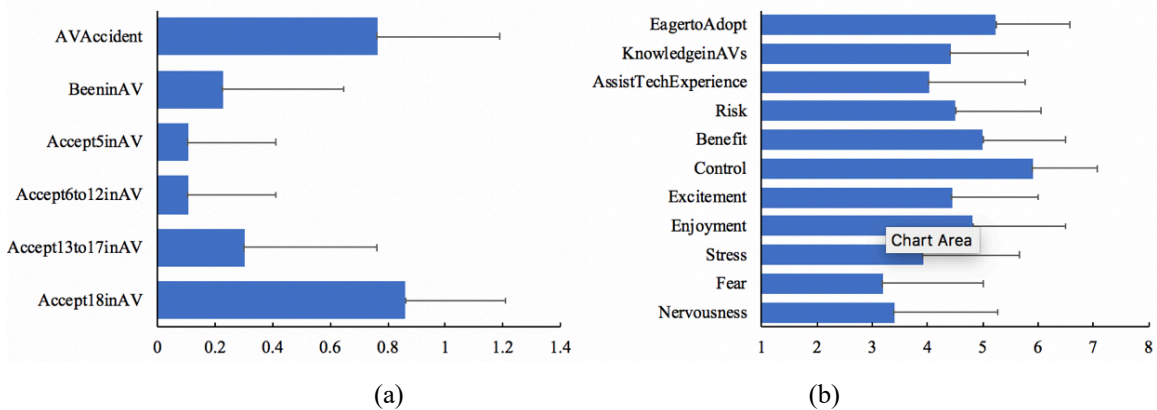 AVAccident
BeeninAV
Accept5inAV
Accept6to12inAV
Accept13to17inAV
Accept18inAV
0 0.2 0.4 0.6 0.8 1 1.2 1.4
(a)
EagertoAdopt
KnowledgeinAVs
AssistTechExperience
Risk
Benefit
Control
Excitement
Enjoyment
Chart Area
Stress
Fear
Nervousness
1 2 3 4 5 6 7 8
(b)